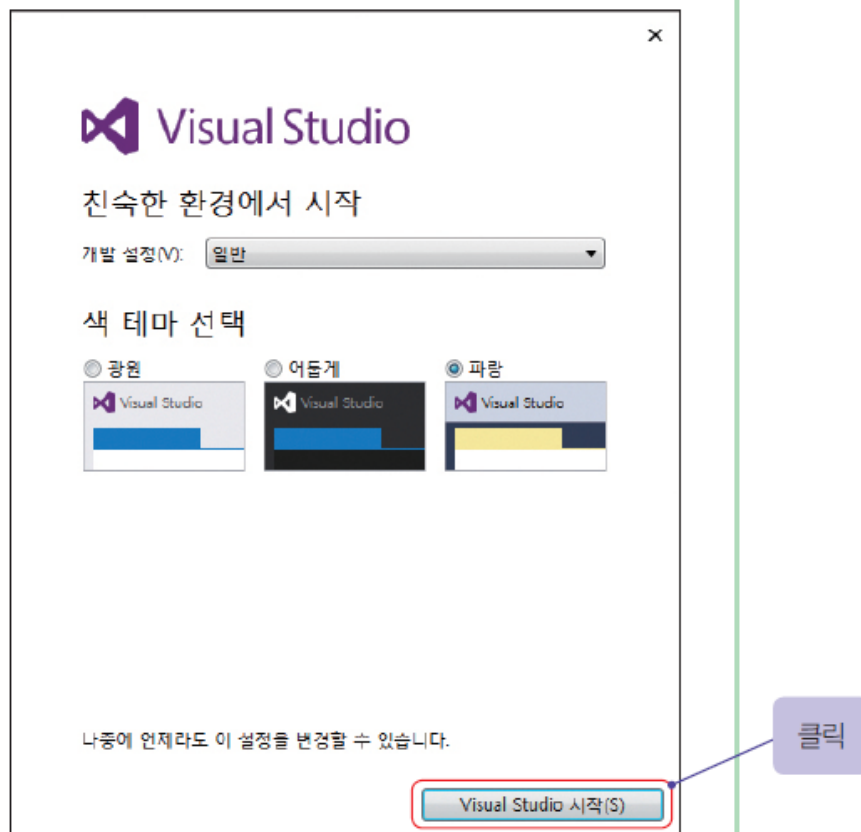 ×
Visual Studio
친숙한 환경에서 시작
개발 설정(V): 일반
색 테마 선택
광원 어둡게 파랑
Visual Studio Visual Studio Visual Studio
나중에 언제라도 이 설정을 변경할 수 있습니다.
클릭
Visual Studio 시작(S)